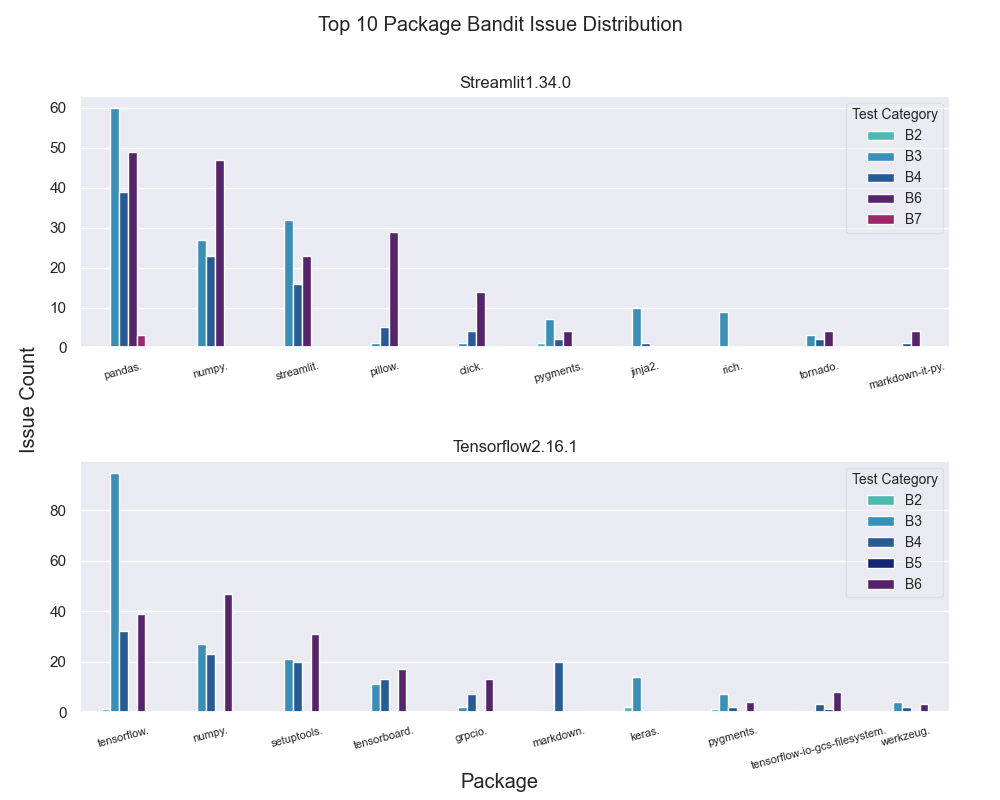 Top 10 Package Bandit Issue Distribution
Streamlit1.34.0
60
50
40
30
20
10
0
Test Category
B2
B3
B4
B6
B7
pandas.
numpy.
streamlit.
pillow.
click.
pygments.
jinja2.
rich.
tornado.
markdown-it-py.
Issue Count
Tensorflow2.16.1
80
60
40
20
0
Test Category
B2
B3
B4
B5
B6
tensorflow.
numpy.
setuptools.
tensorboard.
grpcio.
markdown.
keras.
pygments.
tensorflow-io-gcs-filesystem.
werkzeug.
Package